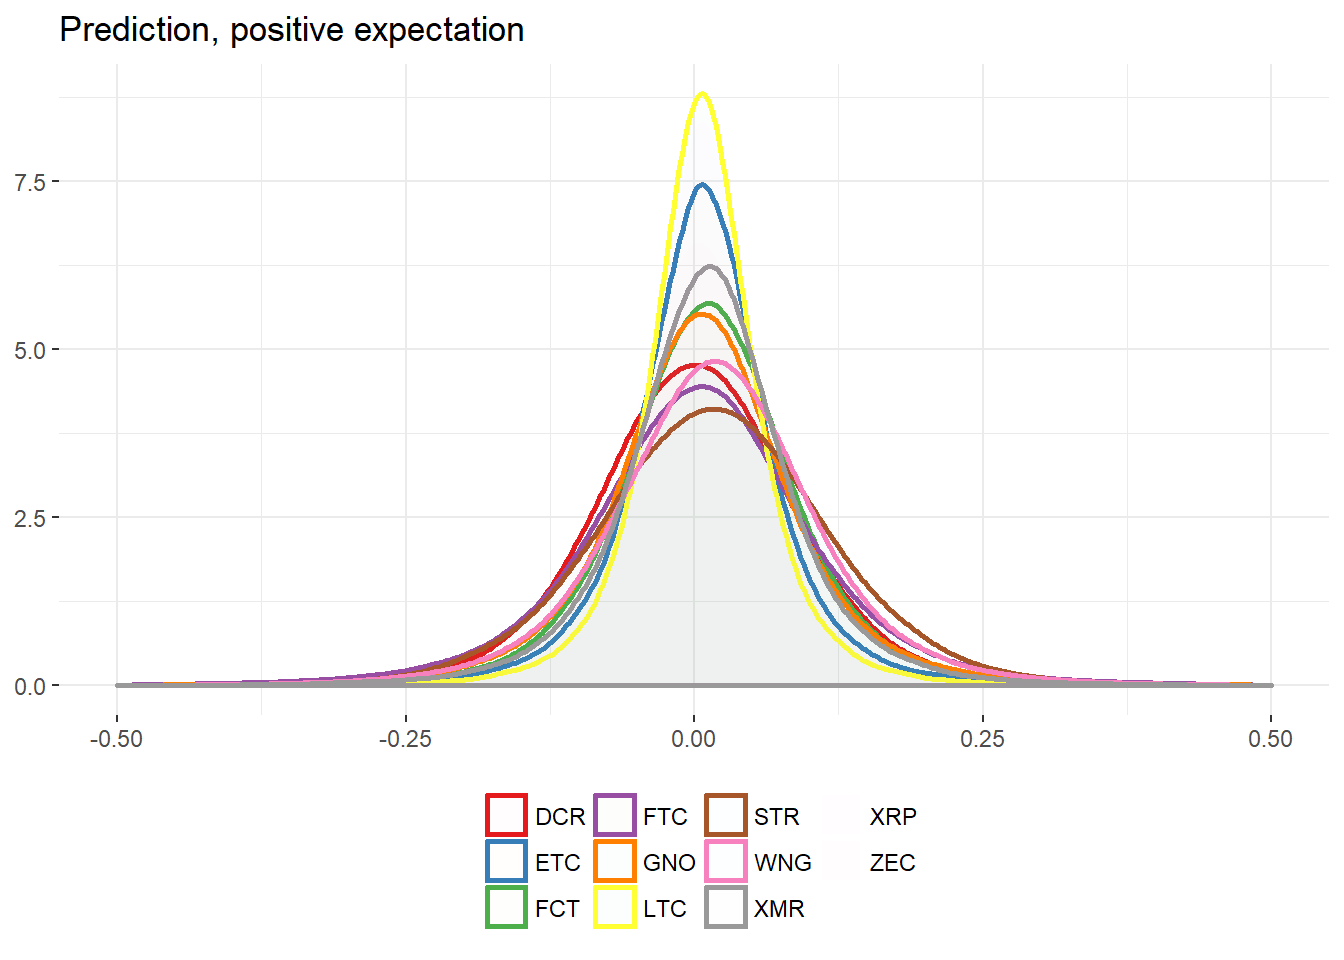 Prediction, positive expectation
7.5
5.0
2.5
0.0
-0.50 -0.25 0.00 0.25 0.50
DCR FTC STR XRP
ETC GNO WNG ZEC
FCT LTC XMR